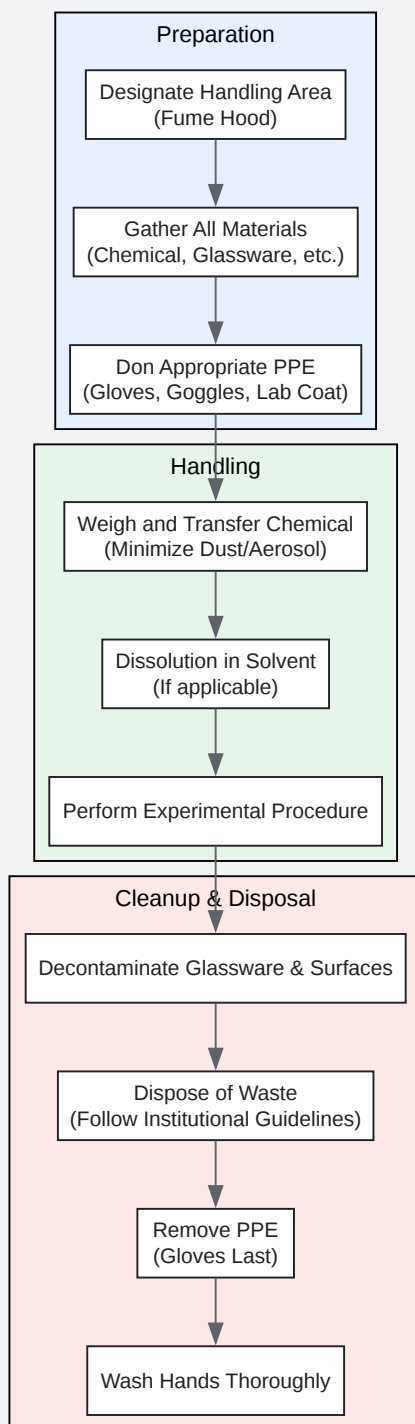 Preparation
Designate Handling Area
(Fume Hood)
Gather All Materials
(Chemical, Glassware, etc.)
Don Appropriate PPE
(Gloves, Goggles, Lab Coat)
Handling
Weigh and Transfer Chemical
(Minimize Dust/Aerosol)
Dissolution in Solvent
(If applicable)
Perform Experimental Procedure
Cleanup & Disposal
Decontaminate Glassware & Surfaces
Dispose of Waste
(Follow Institutional Guidelines)
Remove PPE
(Gloves Last)
Wash Hands Thoroughly